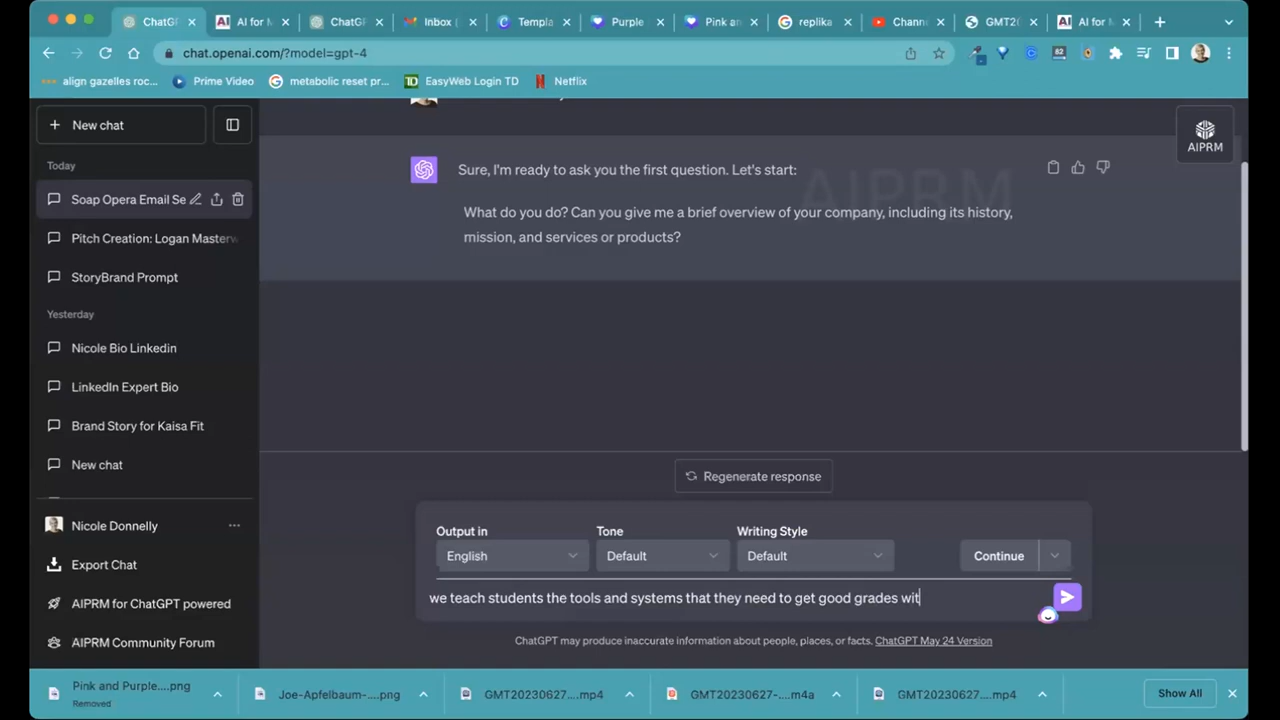 ChatGP
AI for M
ChatGF
Inbox (
Templa
Purple
Pink an
replika
Chann
GMT20
AI for M
chat.openai.com/?model=gpt-4
82
align gazelles roc...
Prime Video
metabolic reset pr...
EasyWeb Login TD
Netflix
New chat
Today
Soap Opera Email Se
Pitch Creation: Logan Masterw
StoryBrand Prompt
Yesterday
Nicole Bio Linkedin
LinkedIn Expert Bio
Brand Story for Kaisa Fit
New chat
Nicole Donnelly
Export Chat
AIPRM for ChatGPT powered
AIPRM Community Forum
AIPRM
AIPRM
Sure, I'm ready to ask you the first question. Let's start:
What do you do? Can you give me a brief overview of your company, including its history,
mission, and services or products?
Regenerate response
Output in
Tone
Writing Style
English
Default
Default
Continue
we teach students the tools and systems that they need to get good grades wit
ChatGPT may produce inaccurate information about people, places, or facts. ChatGPT May 24 Version
Pink and Purple....png
Removed
Joe-Apfelbaum-....png
GMT20230627....mp4
GMT20230627-....m4a
GMT20230627....mp4
Show All